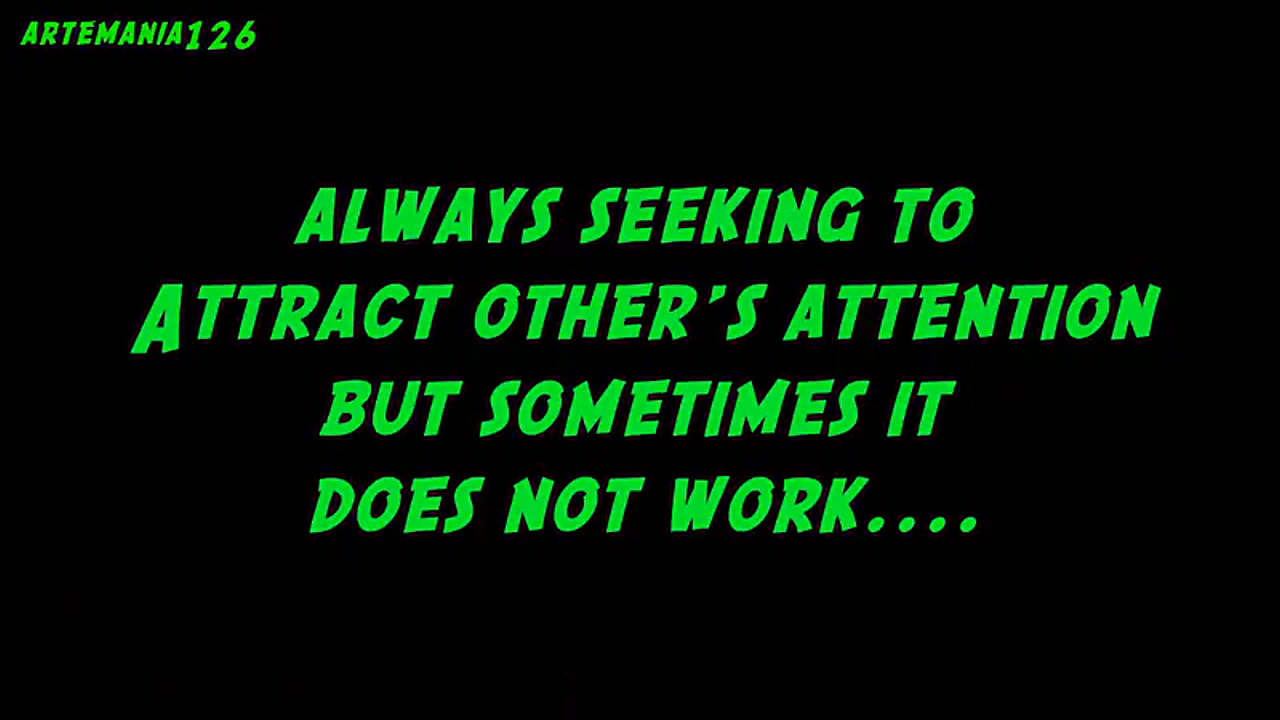 ARTEMANIA126
ALWAYS SEEKING TO
ATTRACT OTHER'S ATTENTION
BUT SOMETIMES IT
DOES NOT WORK....